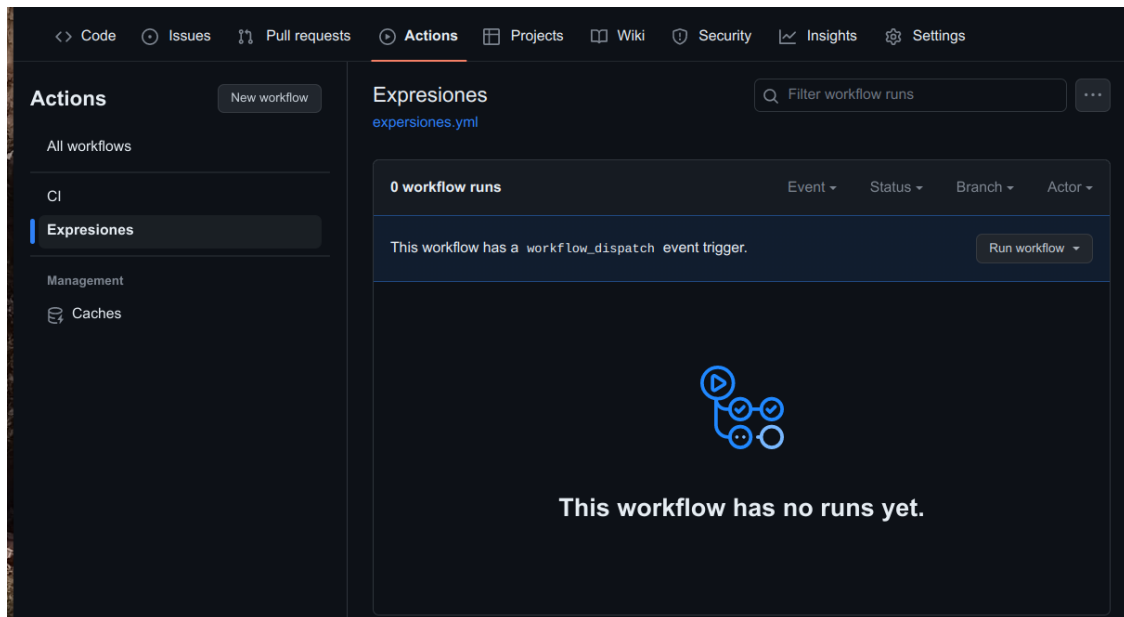 Code Issues Pull requests Actions Projects Wiki Security Insights Settings
Actions
New workflow
All workflows
CI
Expresiones
Management
Caches
Expresiones
expersiones.yml
Filter workflow runs
0 workflow runs
Event Status Branch Actor
This workflow has a workflow_dispatch event trigger.
Run workflow
This workflow has no runs yet.